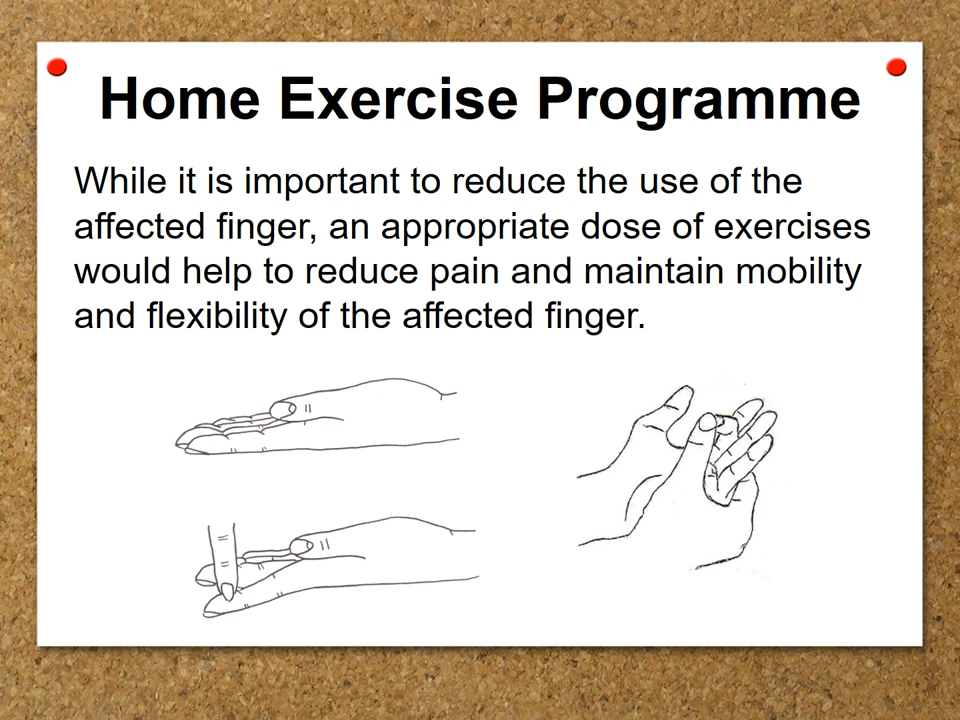 Home Exercise Programme
While it is important to reduce the use of the
affected finger, an appropriate dose of exercises
would help to reduce pain and maintain mobility
and flexibility of the affected finger.